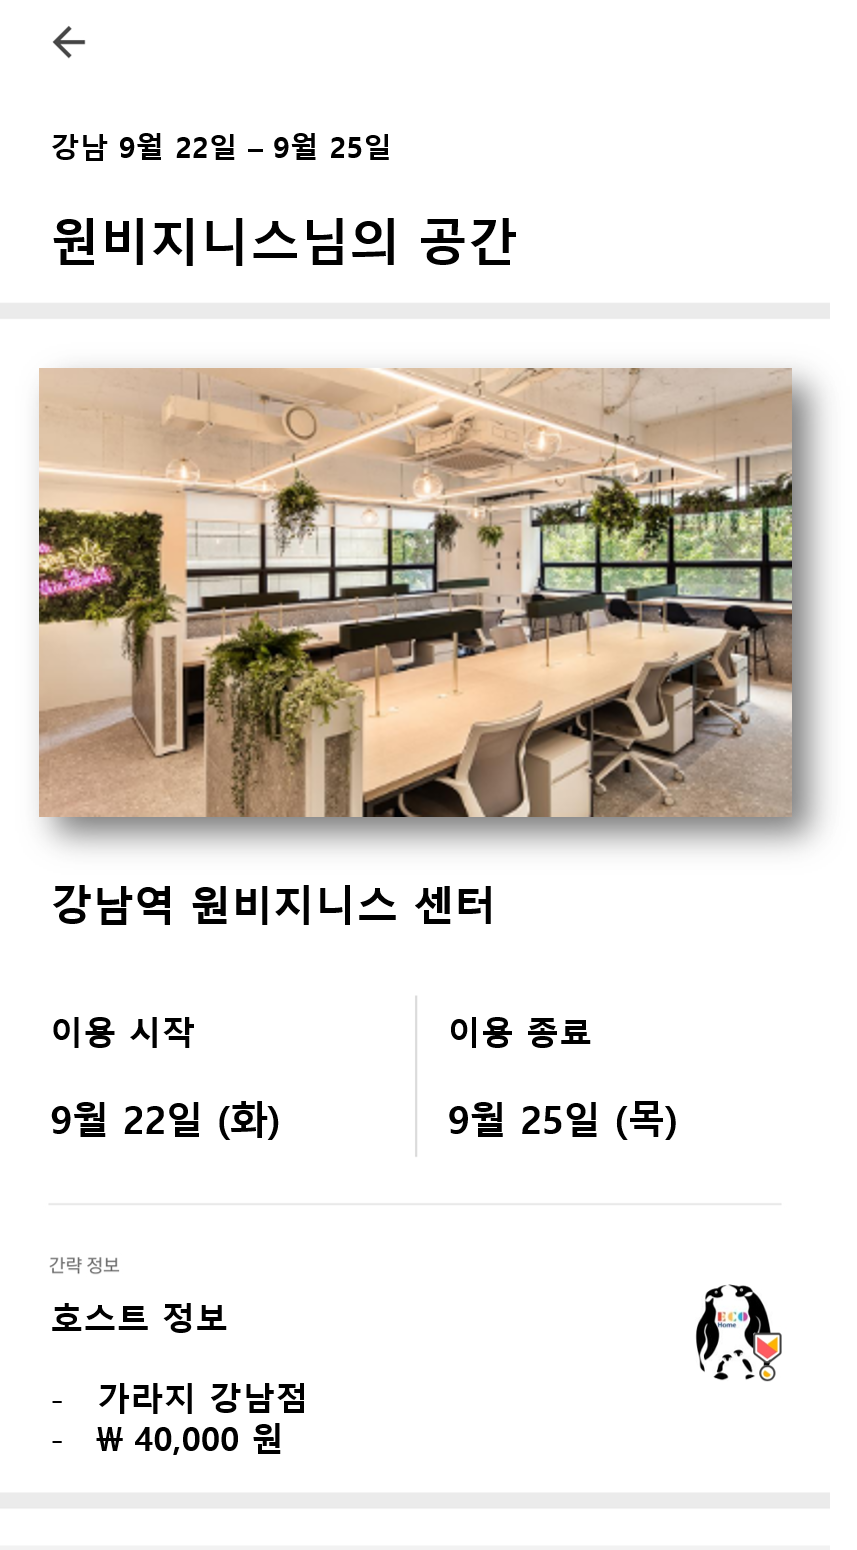 강남 9월 22일 – 9월 25일
원비지니스님의 공간
강남역 원비지니스 센터
이용 시작
이용 종료
9월 22일 (화)
9월 25일 (목)
간략 정보
호스트 정보
ECO
Home
- 가라지 강남점
- ₩ 40,000 원